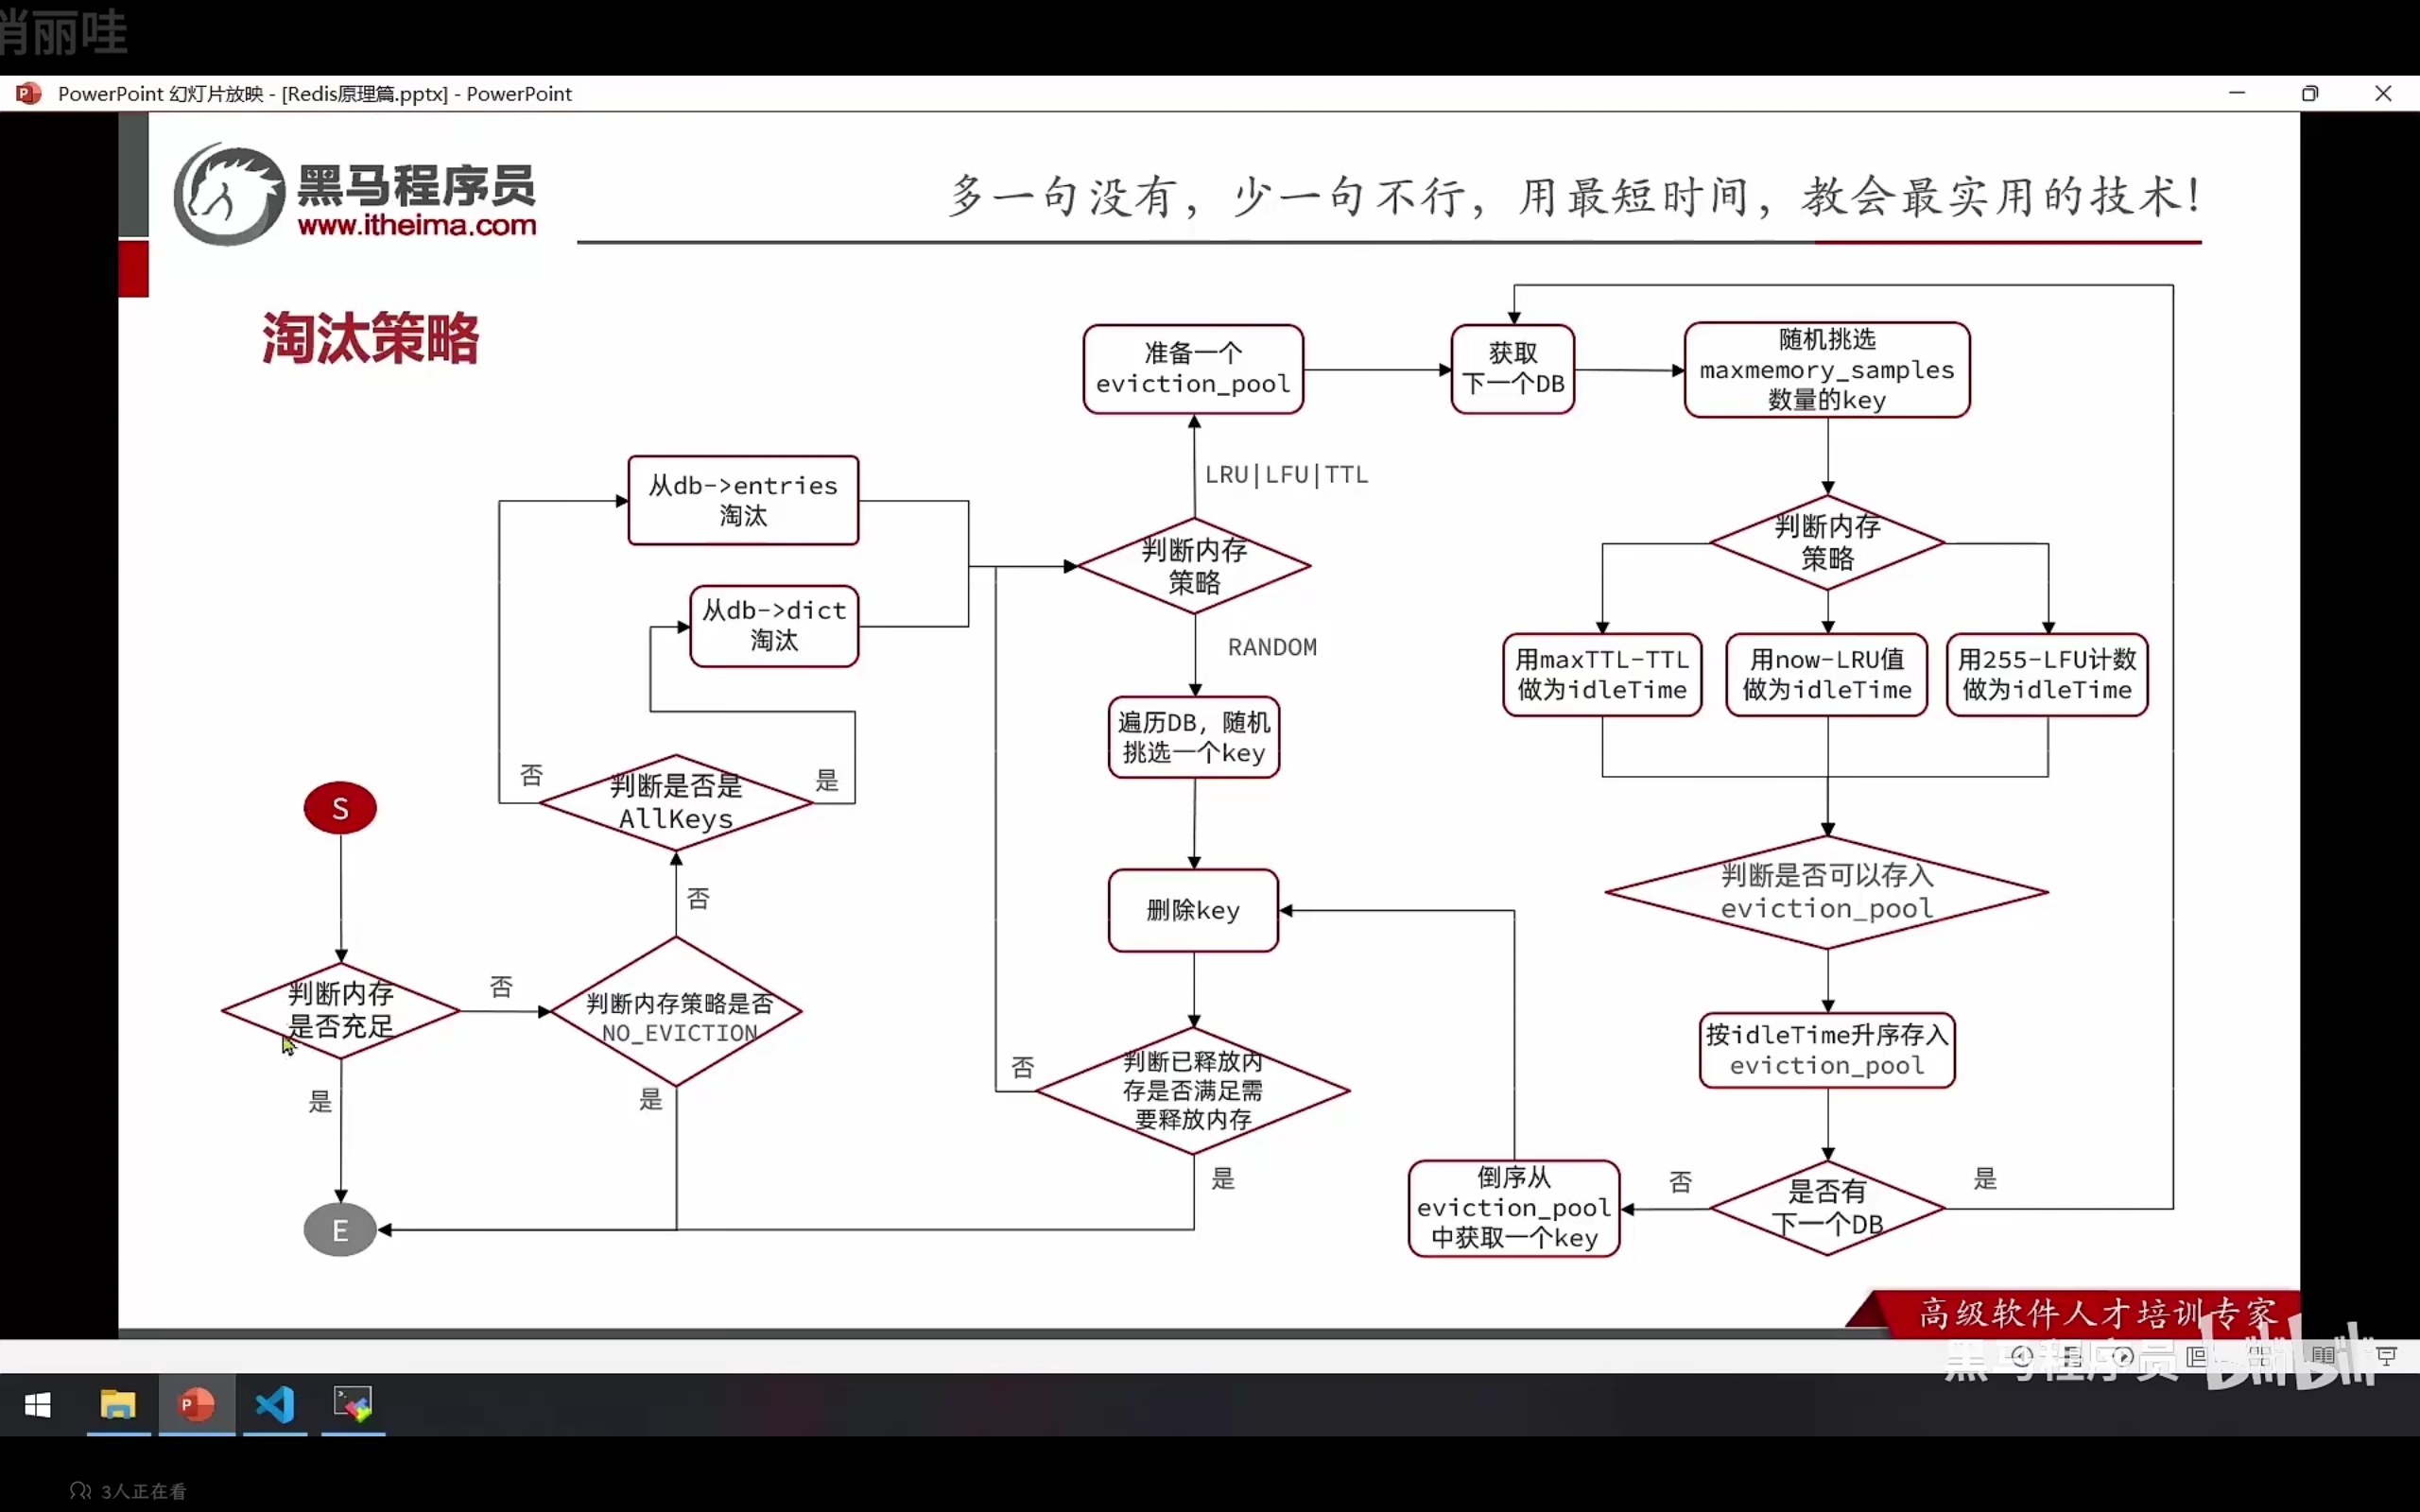 肖丽哇
PowerPoint 幻灯片放映 - [Redis原理篇.pptx] - PowerPoint
黑马程序员
www.itheima.com
多一句没有，少一句不行，用最短时间，教会最实用的技术！
淘汰策略
S
判断内存
是否充足
是
否
E
判断内存策略是否
NO_EVICTION
是
否
判断是否是
AllKeys
否
是
从db->entries
淘汰
从db->dict
淘汰
判断内存
策略
LRU|LFU|TTL
RANDOM
准备一个
eviction_pool
遍历DB，随机
挑选一个key
删除key
判断已释放内
存是否满足需
要释放内存
否
是
获取
下一个DB
随机挑选
maxmemory_samples
数量的key
判断内存
策略
用maxTTL-TTL
做为idleTime
用now-LRU值
做为idleTime
用255-LFU计数
做为idleTime
判断是否可以存入
eviction_pool
按idleTime升序存入
eviction_pool
是否有
下一个DB
否
是
倒序从
eviction_pool
中获取一个key
高级软件人才培训专家
黑马程序员
bilibili
3人正在看